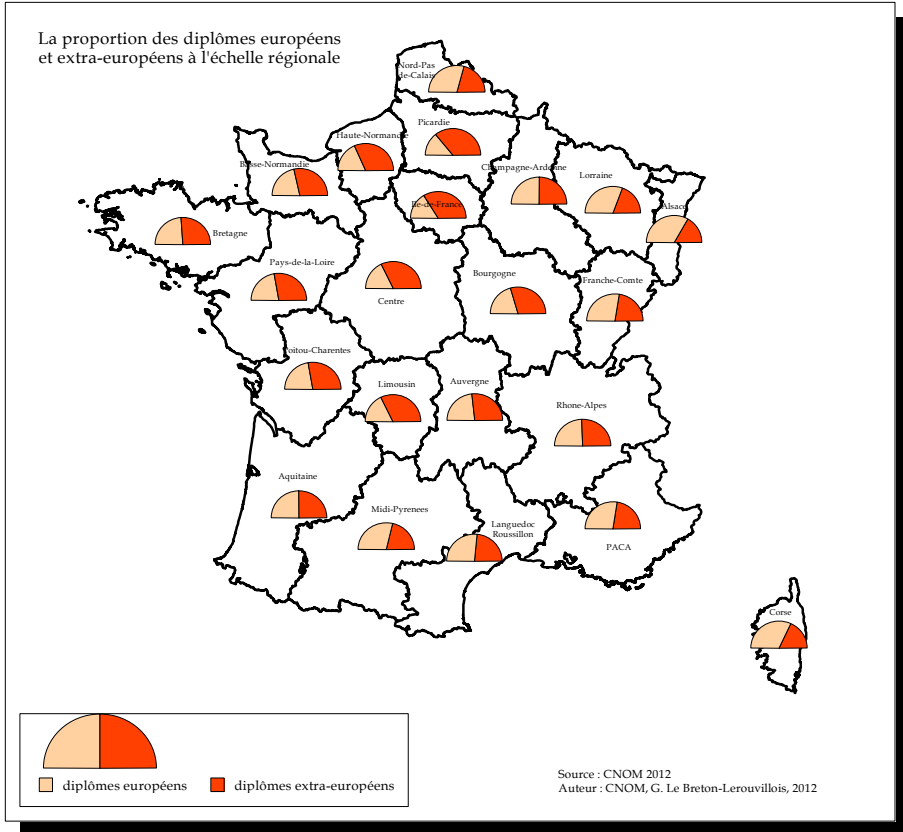 La proportion des diplômes européens
et extra-européens à l'échelle régionale
Nord-Pas
de-Calais
Picardie
Haute-Normandie
Champagne-Ardenne
Basse-Normandie
Lorraine
Ile-de-France
Alsace
Bretagne
Pays-de-la-Loire
Bourgogne
Franche-Comte
Centre
Poitou-Charentes
Limousin
Auvergne
Rhone-Alpes
Aquitaine
Midi-Pyrenees
Languedoc
Roussillon
PACA
Corse
diplômes européens
diplômes extra-européens
Source : CNOM 2012
Auteur : CNOM, G. Le Breton-Lerouvillois, 2012